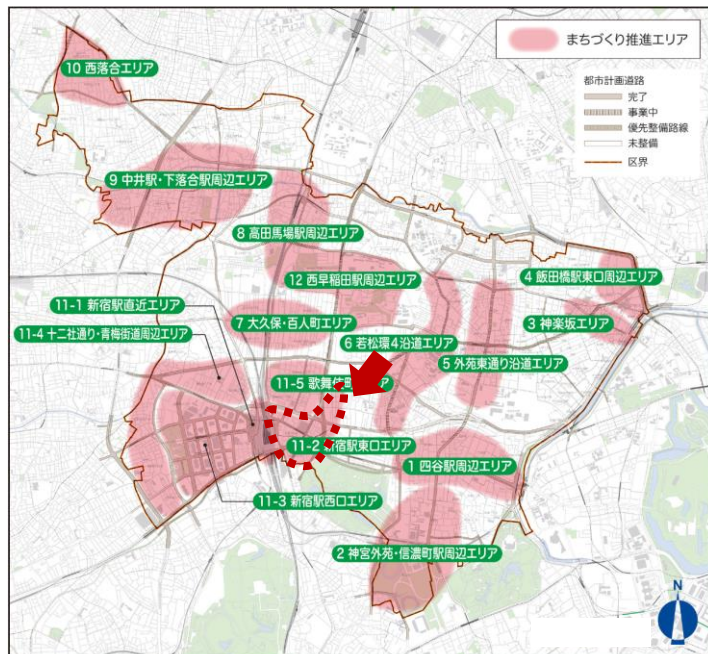 まちづくり推進エリア
都市計画道路
完了
事業中
優先整備路線
未整備
区界
10 西落合エリア
9 中井駅・下落合駅周辺エリア
8 高田馬場駅周辺エリア
12 西早稲田駅周辺エリア
4 飯田橋駅東口周辺エリア
11-1 新宿駅直近エリア
3 神楽坂エリア
7 大久保・百人町エリア
11-4 十二社通り・青梅街道周辺エリア
6 若松環4沿道エリア
5 外苑東通り沿道エリア
11-5 歌舞伎町エリア
11-2 新宿駅東口エリア
1 四谷駅周辺エリア
11-3 新宿駅西口エリア
2 神宮外苑・信濃町駅周辺エリア
N